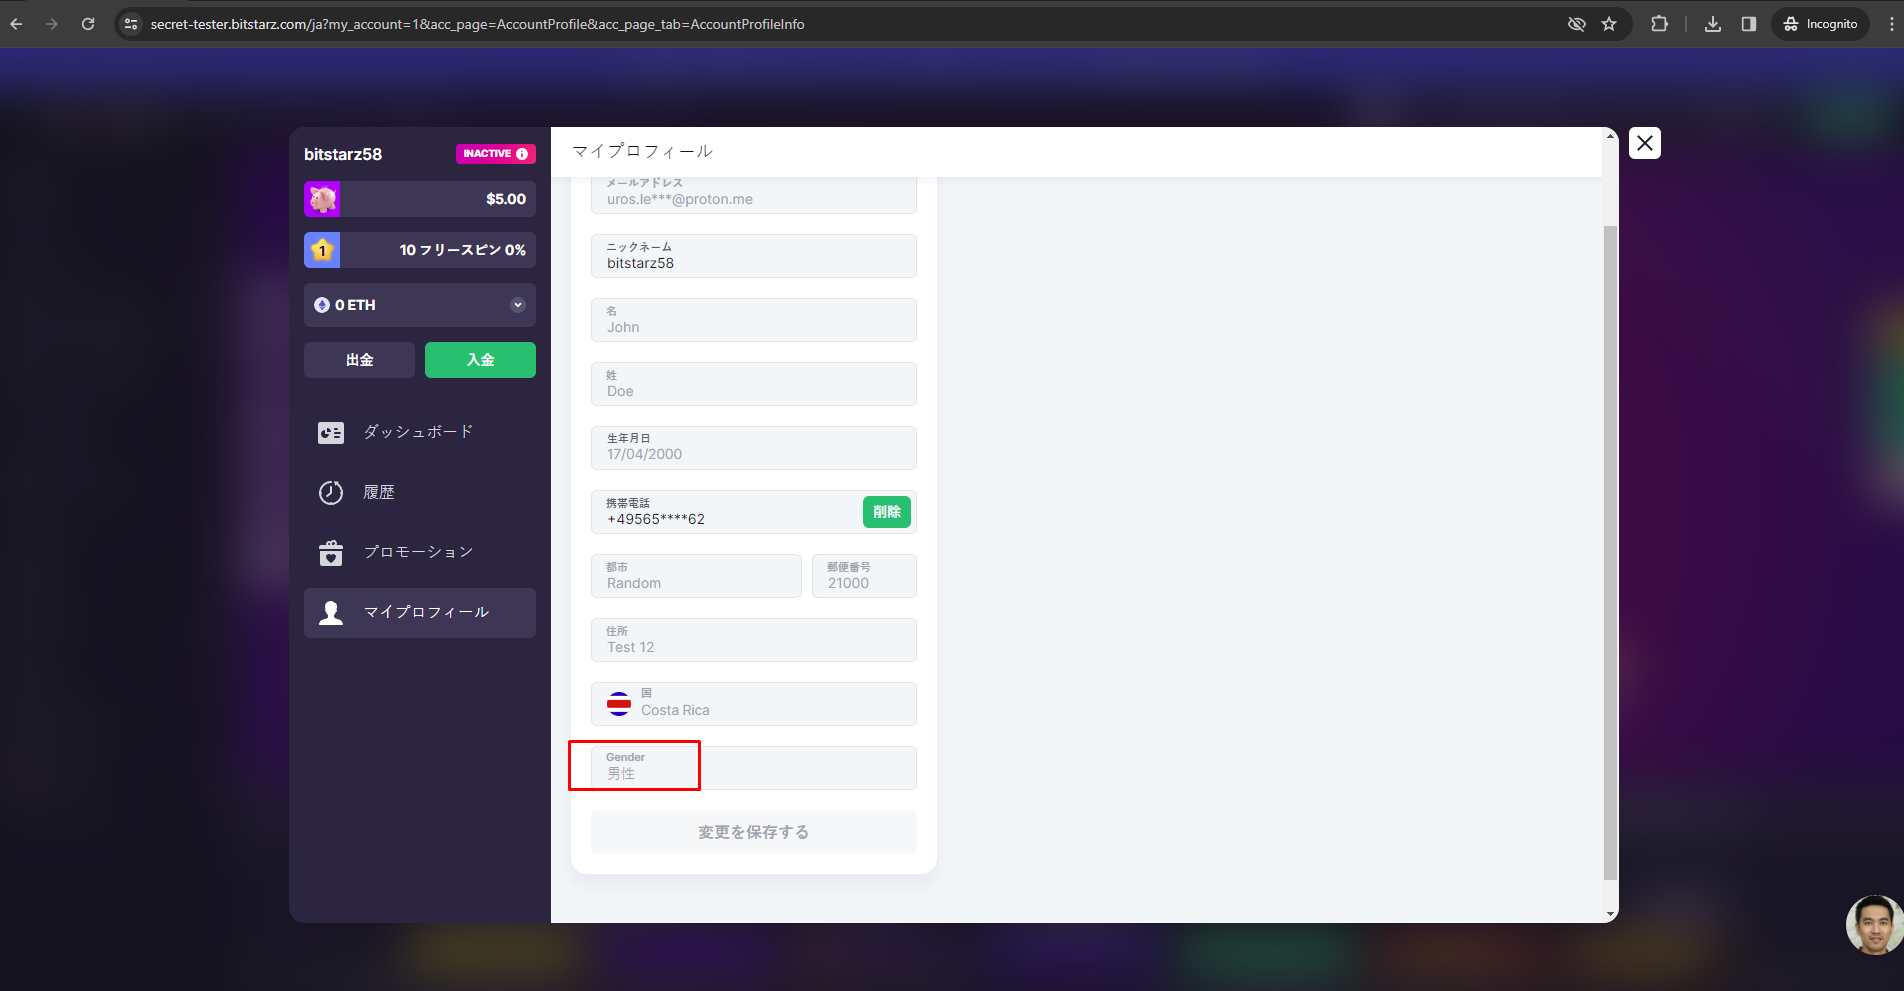 secret-tester.bitstarz.com/ja?my_account=1&acc_page=AccountProfile&acc_page_tab=AccountProfileInfo
Incognito
bitstarz58
INACTIVE
$5.00
1
10 フリースピン 0%
0 ETH
出金
入金
ダッシュボード
履歴
プロモーション
マイプロフィール
マイプロフィール
メールアドレス
uros.le***@proton.me
ニックネーム
bitstarz58
名
John
姓
Doe
生年月日
17/04/2000
携帯電話
+49565****62
削除
都市
Random
郵便番号
21000
住所
Test 12
国
Costa Rica
Gender
男性
変更を保存する